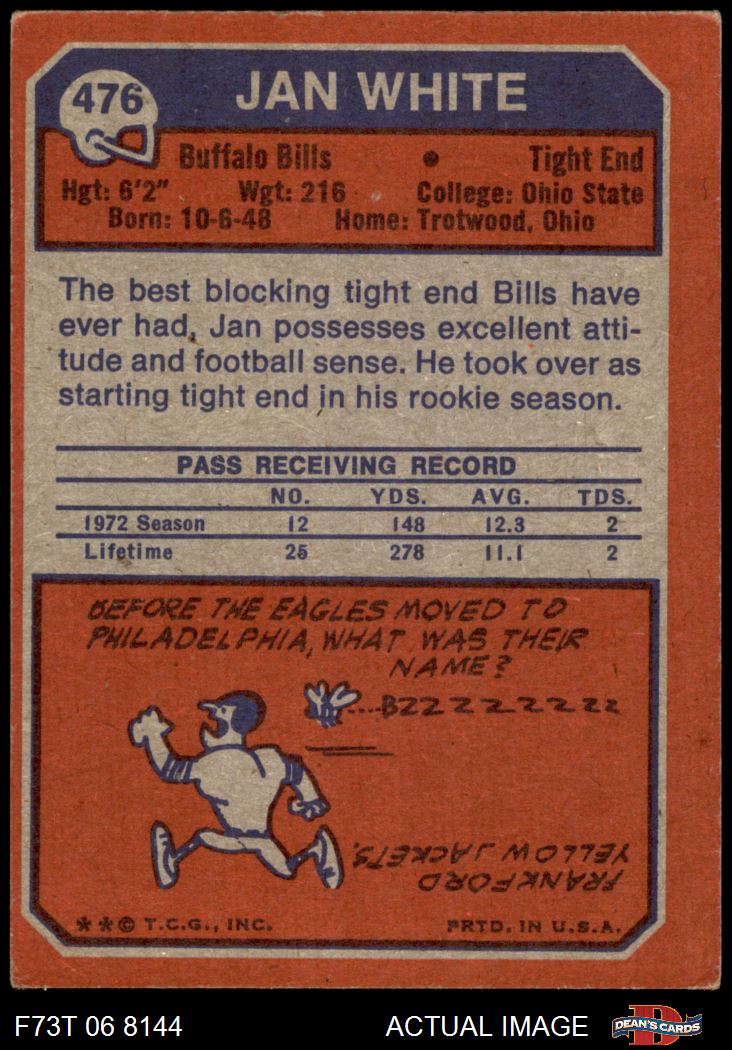 476
JAN WHITE
Buffalo Bills • Tight End
Hgt: 6'2" Wgt: 216 College: Ohio State
Born: 10-6-48 Home: Trotwood, Ohio
The best blocking tight end Bills have
ever had, Jan possesses excellent atti-
tude and football sense. He took over as
starting tight end in his rookie season.
PASS RECEIVING RECORD
NO. YDS. AVG. TDS.
1972 Season 12 148 12.3 2
Lifetime 25 278 11.1 2
BEFORE THE EAGLES MOVED TO
PHILADELPHIA, WHAT WAS THEIR
NAME?
...BZZZZZZZZZ
FRANKFORD
YELLOW JACKETS.
**© T.C.G., INC. PRTD. IN U.S.A.
F73T 06 8144 ACTUAL IMAGE D DEAN'S CARDS